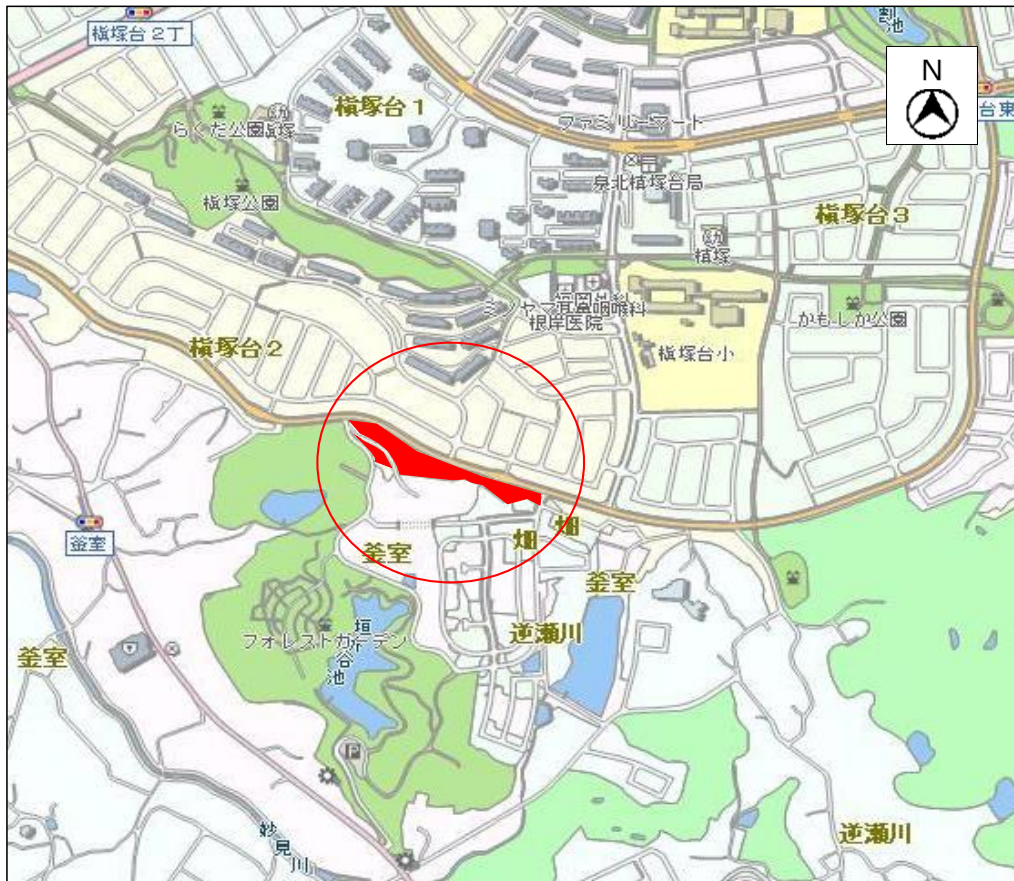 槇塚台2丁
割池
N
槇塚台1
台東
らくだ公園
ファミリーマート
槇塚公園
泉北槇塚台局
槇塚台3
槇塚
根岸医院
かもしか公園
槇塚台2
槇塚台小
釜室
畑
畑
釜室
釜室
逆瀬川
フォレストガーデン
垣谷池
釜室
P
妙見川
逆瀬川